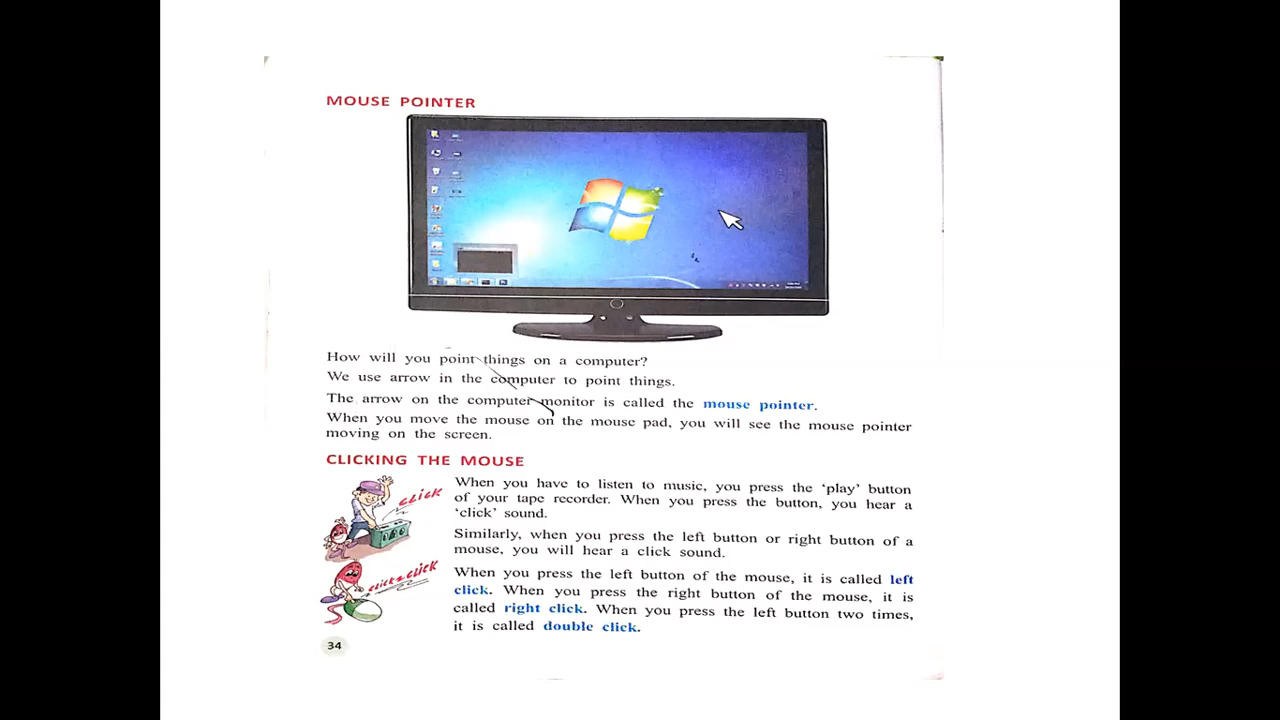 MOUSE POINTER
How will you point things on a computer?
We use arrow in the computer to point things.
The arrow on the computer monitor is called the mouse pointer.
When you move the mouse on the mouse pad, you will see the mouse pointer
moving on the screen.
CLICKING THE MOUSE
When you have to listen to music, you press the ‘play’ button
of your tape recorder. When you press the button, you hear a
‘click’ sound.
CLICK
Similarly, when you press the left button or right button of a
mouse, you will hear a click sound.
When you press the left button of the mouse, it is called left
click. When you press the right button of the mouse, it is
called right click. When you press the left button two times,
it is called double click.
CLICK CLICK
34